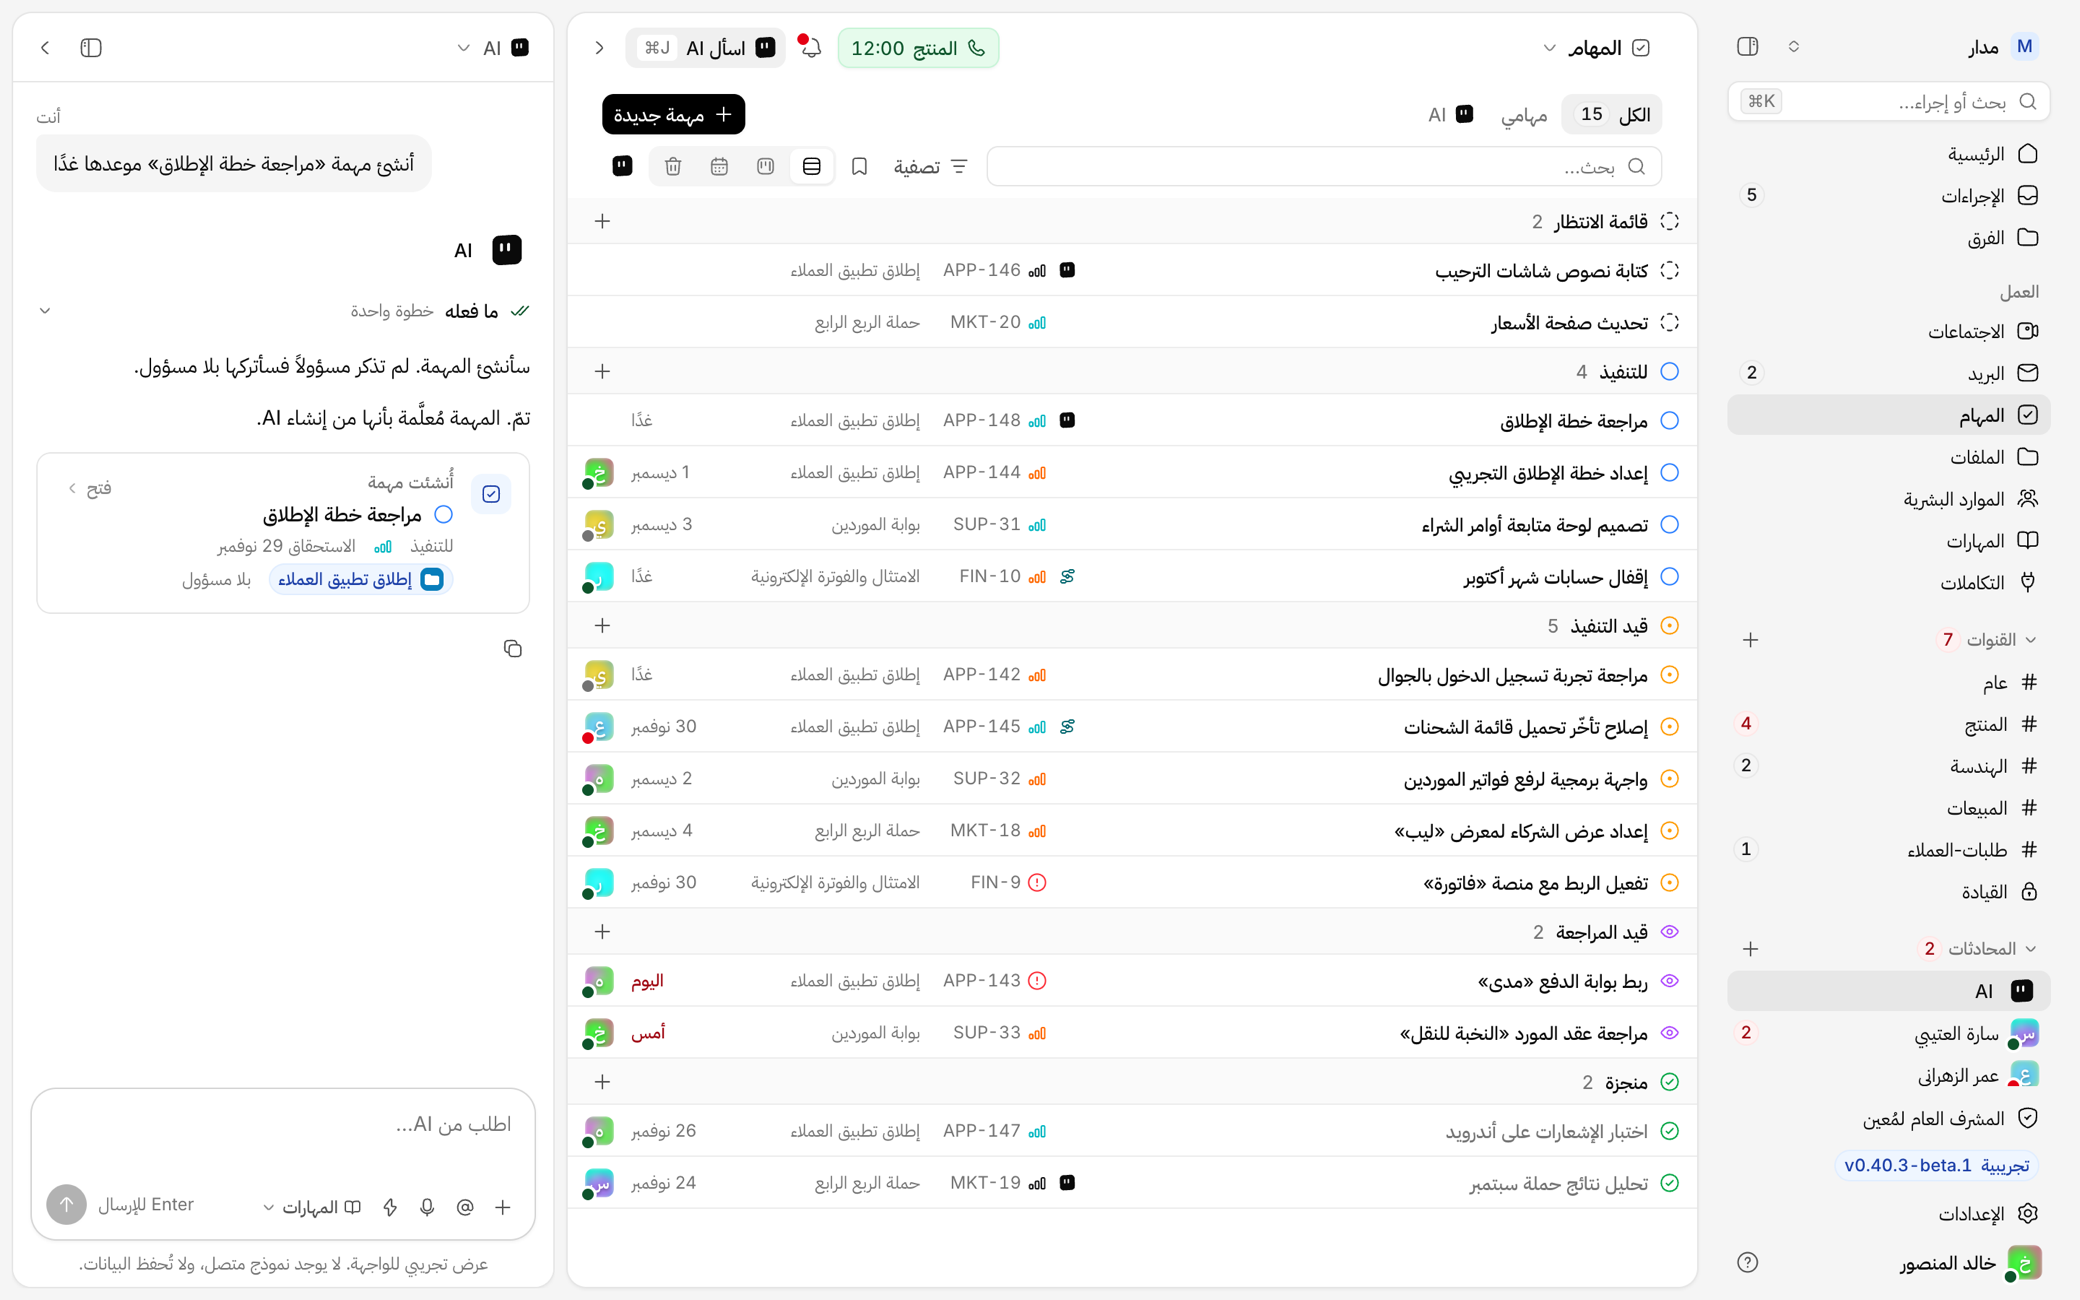 M مدار
بحث أو إجراء... ⌘K
الرئيسية
الإجراءات 5
الفرق
العمل
الاجتماعات
البريد 2
المهام
الملفات
الموارد البشرية
المهارات
التكاملات
القنوات 7
# عام
# المنتج 4
# الهندسة 2
# المبيعات
# طلبات-العملاء 1
القيادة
المحادثات 2
AI
س سارة العتيبي 2
ع عمر الزهراني
المشرف العام لمُعين
تجريبية v0.40.3-beta.1
الإعدادات
خ خالد المنصور
المهام
المنتج 12:00
اسأل AI ⌘J
الكل 15
مهامي
AI
مهمة جديدة
بحث...
تصفية
قائمة الانتظار 2
كتابة نصوص شاشات الترحيب APP-146 إطلاق تطبيق العملاء
تحديث صفحة الأسعار MKT-20 حملة الربع الرابع
للتنفيذ 4
مراجعة خطة الإطلاق APP-148 إطلاق تطبيق العملاء غدًا
إعداد خطة الإطلاق التجريبي APP-144 إطلاق تطبيق العملاء 1 ديسمبر خ
تصميم لوحة متابعة أوامر الشراء SUP-31 بوابة الموردين 3 ديسمبر ي
إقفال حسابات شهر أكتوبر FIN-10 الامتثال والفوترة الإلكترونية غدًا ر
قيد التنفيذ 5
مراجعة تجربة تسجيل الدخول بالجوال APP-142 إطلاق تطبيق العملاء غدًا ي
إصلاح تأخّر تحميل قائمة الشحنات APP-145 إطلاق تطبيق العملاء 30 نوفمبر ع
واجهة برمجية لرفع فواتير الموردين SUP-32 بوابة الموردين 2 ديسمبر ه
إعداد عرض الشركاء لمعرض «ليب» MKT-18 حملة الربع الرابع 4 ديسمبر خ
تفعيل الربط مع منصة «فاتورة» FIN-9 الامتثال والفوترة الإلكترونية 30 نوفمبر ر
قيد المراجعة 2
ربط بوابة الدفع «مدى» APP-143 إطلاق تطبيق العملاء اليوم ه
مراجعة عقد المورد «النخبة للنقل» SUP-33 بوابة الموردين أمس خ
منجزة 2
اختبار الإشعارات على أندرويد APP-147 إطلاق تطبيق العملاء 26 نوفمبر ه
تحليل نتائج حملة سبتمبر MKT-19 حملة الربع الرابع 24 نوفمبر س
AI
أنت
أنشئ مهمة «مراجعة خطة الإطلاق» موعدها غدًا
AI
ما فعله خطوة واحدة
سأنشئ المهمة. لم تذكر مسؤولاً فسأتركها بلا مسؤول.
تمّ. المهمة مُعلَّمة بأنها من إنشاء AI.
أُنشئت مهمة
فتح
مراجعة خطة الإطلاق
للتنفيذ الاستحقاق 29 نوفمبر
إطلاق تطبيق العملاء بلا مسؤول
اطلب من AI...
المهارات
Enter للإرسال
عرض تجريبي للواجهة. لا يوجد نموذج متصل، ولا تُحفظ البيانات.